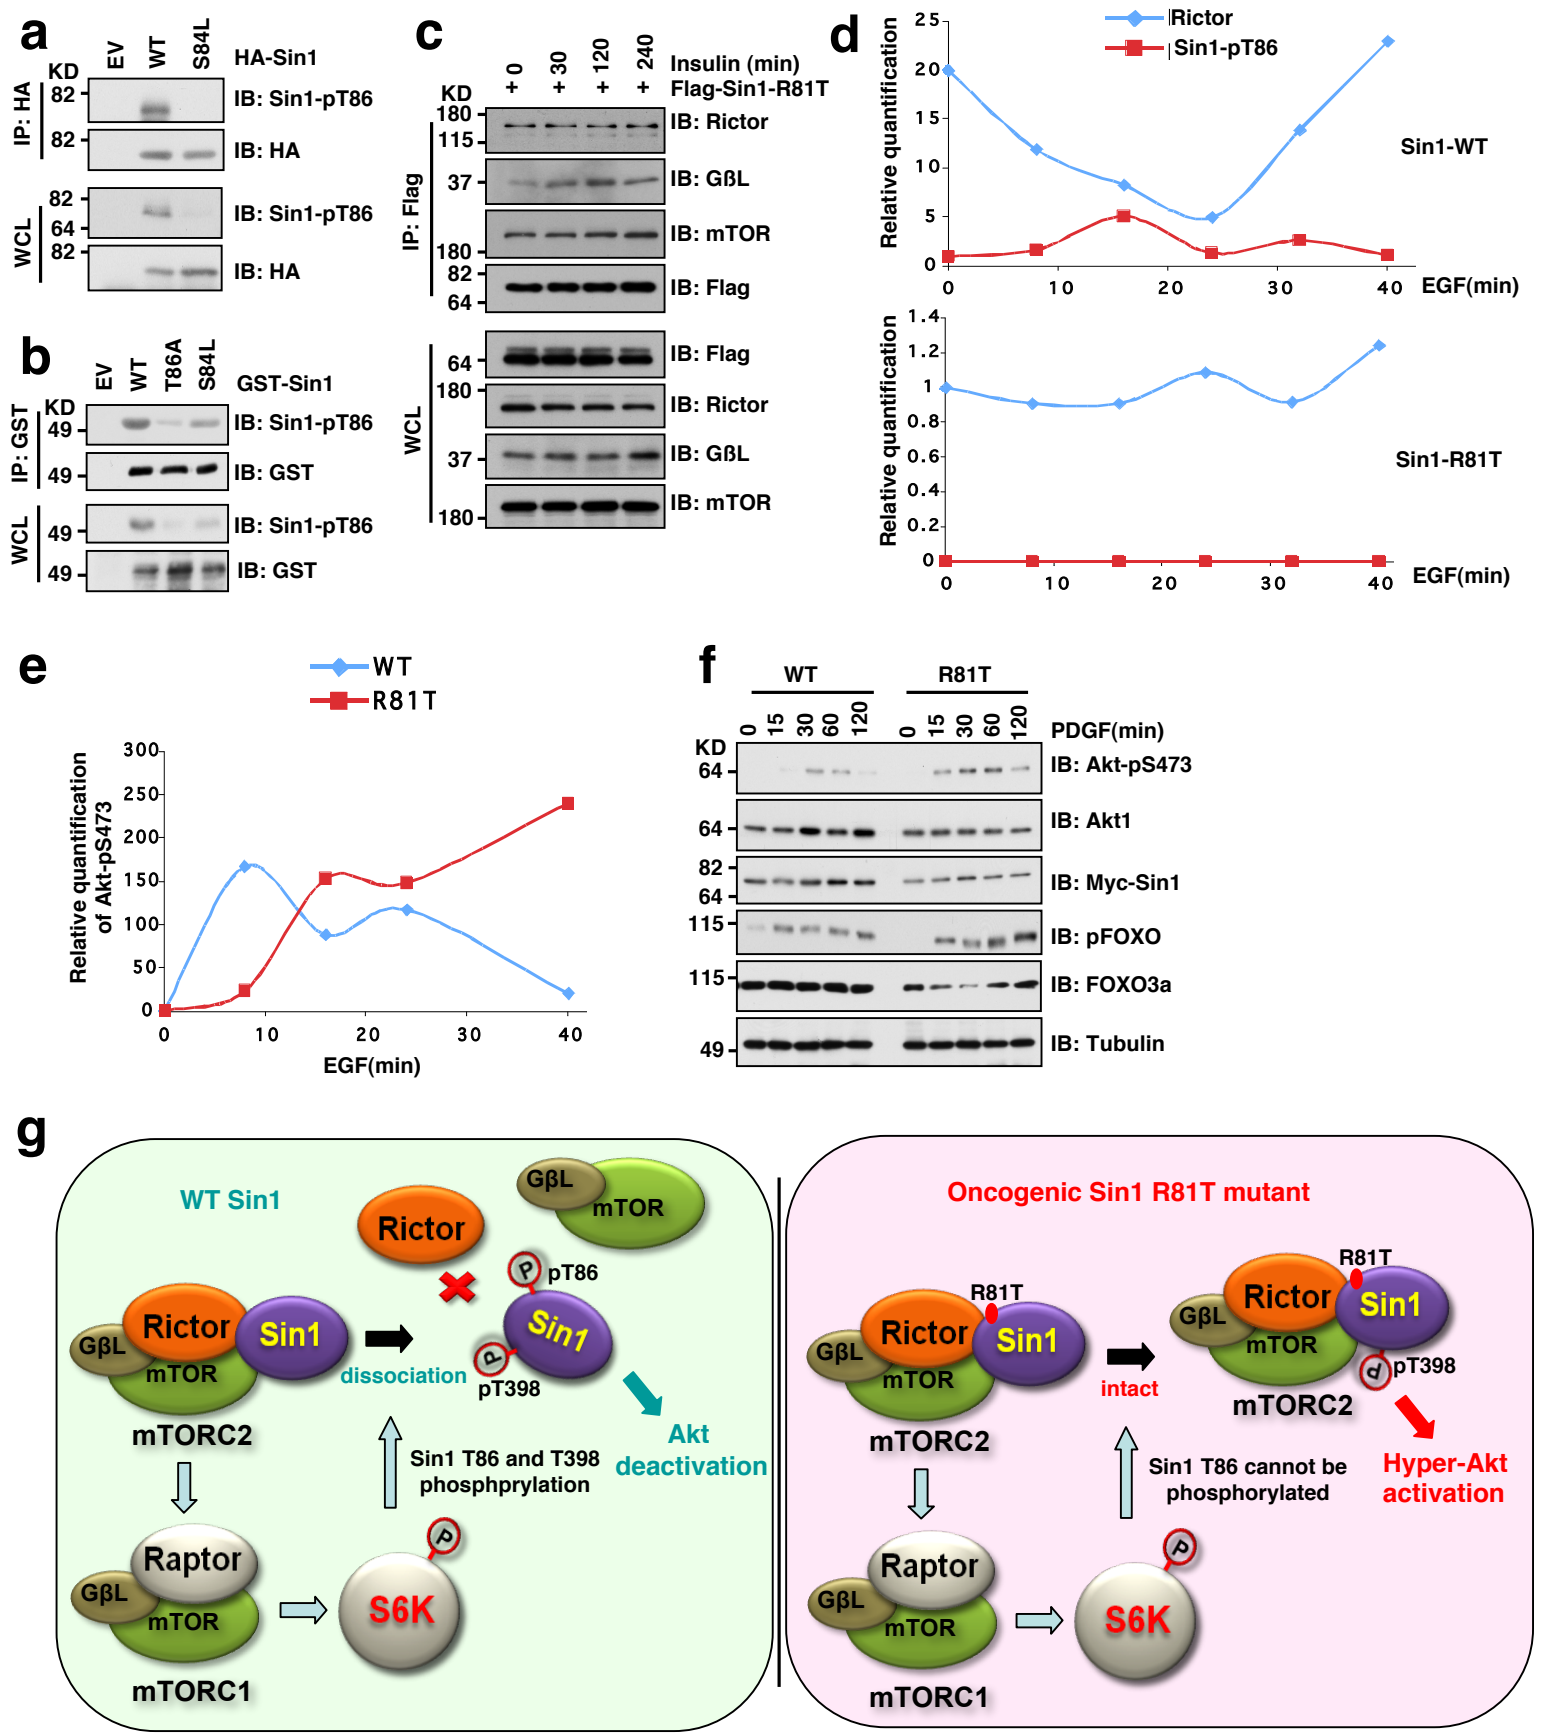 a
EV
WT
S84L
HA-Sin1
KD
IP: HA
82
IB: Sin1-pT86
82
IB: HA
WCL
82
64
IB: Sin1-pT86
82
IB: HA
b
EV
WT
T86A
S84L
GST-Sin1
KD
IP: GST
49
IB: Sin1-pT86
49
IB: GST
WCL
49
IB: Sin1-pT86
49
IB: GST
c
0
30
120
240
Insulin (min)
+ + + + Flag-Sin1-R81T
KD
IP: Flag
180
115
IB: Rictor
37
IB: GßL
180
IB: mTOR
82
64
IB: Flag
WCL
64
IB: Flag
180
IB: Rictor
37
IB: GßL
180
IB: mTOR
d
Rictor
Sin1-pT86
Relative quantification
25
20
15
10
5
0
0 10 20 30 40
EGF(min)
Sin1-WT
Relative quantification
1.4
1.2
1
0.8
0.6
0.4
0.2
0
0 10 20 30 40
EGF(min)
Sin1-R81T
e
WT
R81T
Relative quantification
of Akt-pS473
300
250
200
150
100
50
0
0 10 20 30 40
EGF(min)
f
WT
R81T
0 15 30 60 120 0 15 30 60 120
PDGF(min)
KD
64
IB: Akt-pS473
64
IB: Akt1
82
64
IB: Myc-Sin1
115
IB: pFOXO
115
IB: FOXO3a
49
IB: Tubulin
g
WT Sin1
Rictor
GβL
mTOR
P
pT86
Sin1
P
pT398
Rictor
Sin1
GβL
mTOR
mTORC2
dissociation
Akt
deactivation
Sin1 T86 and T398
phosphprylation
Raptor
GβL
mTOR
mTORC1
P
S6K
Oncogenic Sin1 R81T mutant
R81T
Rictor
Sin1
GβL
mTOR
mTORC2
intact
R81T
Rictor
Sin1
GβL
mTOR
P
pT398
mTORC2
Hyper-Akt
activation
Sin1 T86 cannot be
phosphorylated
Raptor
GβL
mTOR
mTORC1
P
S6K